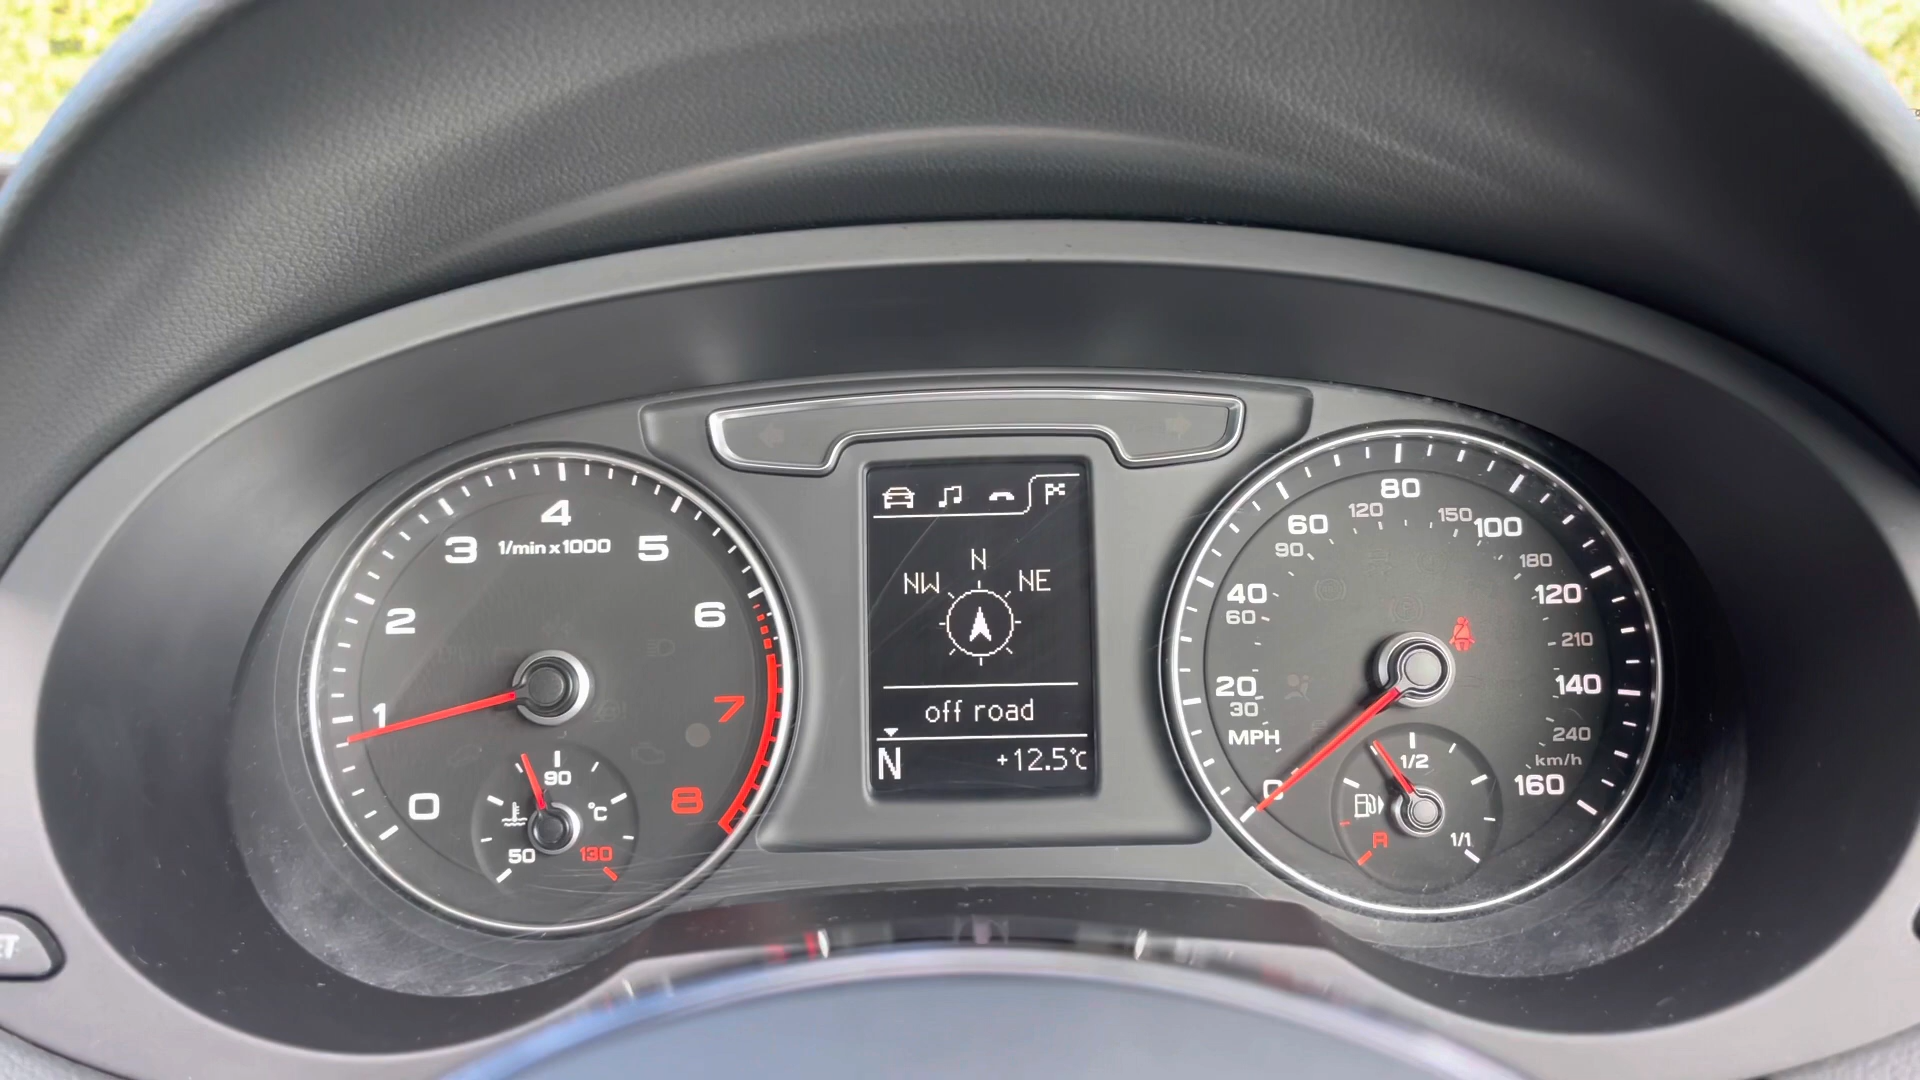 4
3 1/min x 1000 5
2 6
1 7
0 8
90
°C
50 130
N
NW NE
off road
N +12.5°C
80
60 120 150 100
90 180
40 120
60 210
20 140
30
MPH 240
km/h
0 160
1/2
R 1/1